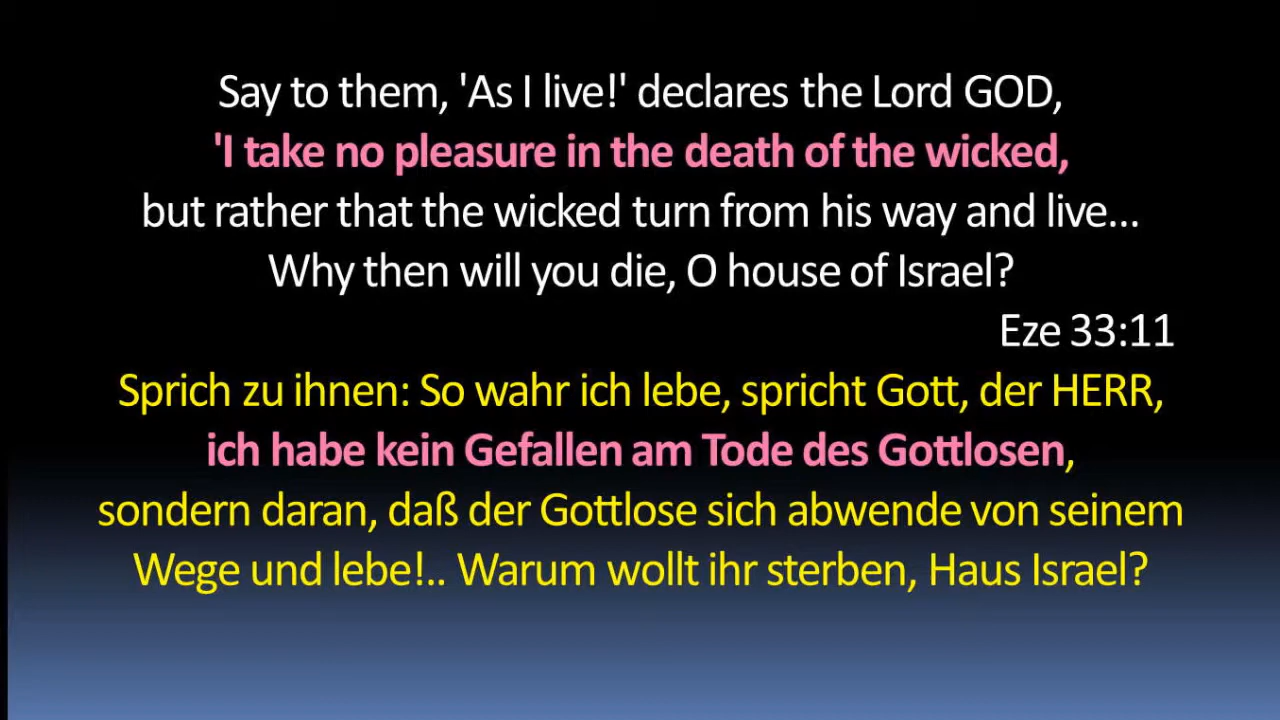 Say to them, 'As I live!' declares the Lord GOD,
'I take no pleasure in the death of the wicked,
but rather that the wicked turn from his way and live...
Why then will you die, O house of Israel?
Eze 33:11
Sprich zu ihnen: So wahr ich lebe, spricht Gott, der HERR,
ich habe kein Gefallen am Tode des Gottlosen,
sondern daran, daß der Gottlose sich abwende von seinem
Wege und lebe!.. Warum wollt ihr sterben, Haus Israel?